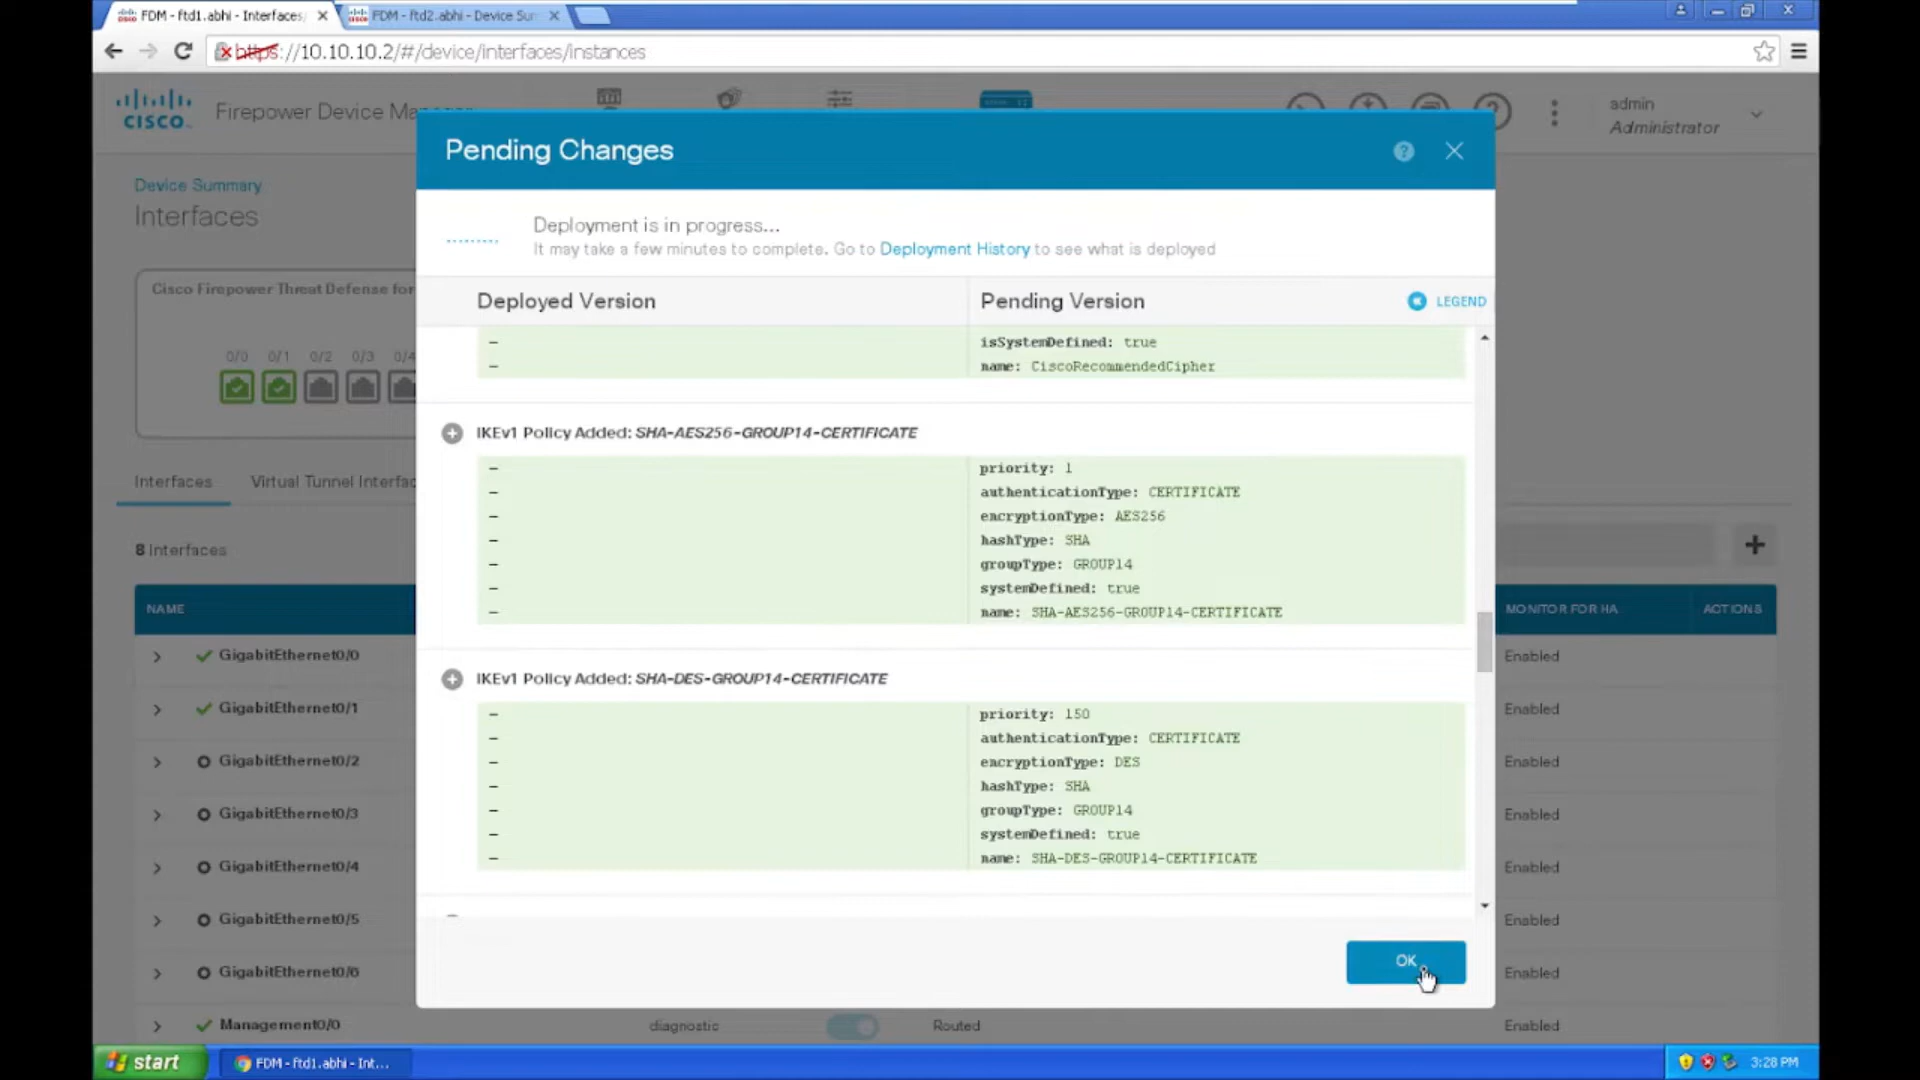 FDM - ftd1.abhi - Interfaces
FDM - ftd2.abhi - Device Sum
https://10.10.10.2/#/device/interfaces/instances
CISCO
Firepower Device Ma
admin
Administrator
Pending Changes
Device Summary
Interfaces
Deployment is in progress...
It may take a few minutes to complete. Go to Deployment History to see what is deployed
Cisco Firepower Threat Defense for
Deployed Version
Pending Version
LEGEND
isSystemDefined: true
name: CiscoRecommendedCipher
0/0 0/1 0/2 0/3 0/4
IKEv1 Policy Added: SHA-AES256-GROUP14-CERTIFICATE
priority: 1
authenticationType: CERTIFICATE
encryptionType: AES256
hashType: SHA
groupType: GROUP14
systemDefined: true
name: SHA-AES256-GROUP14-CERTIFICATE
Interfaces
Virtual Tunnel Interfac
8 Interfaces
NAME
MONITOR FOR HA
ACTIONS
IKEv1 Policy Added: SHA-DES-GROUP14-CERTIFICATE
priority: 150
authenticationType: CERTIFICATE
encryptionType: DES
hashType: SHA
groupType: GROUP14
systemDefined: true
name: SHA-DES-GROUP14-CERTIFICATE
GigabitEthernet0/0
Enabled
GigabitEthernet0/1
Enabled
GigabitEthernet0/2
Enabled
GigabitEthernet0/3
Enabled
GigabitEthernet0/4
Enabled
GigabitEthernet0/5
Enabled
GigabitEthernet0/6
Enabled
OK
Management0/0
diagnostic
Routed
Enabled
start
FDM - ftd1.abhi - Int...
3:28 PM